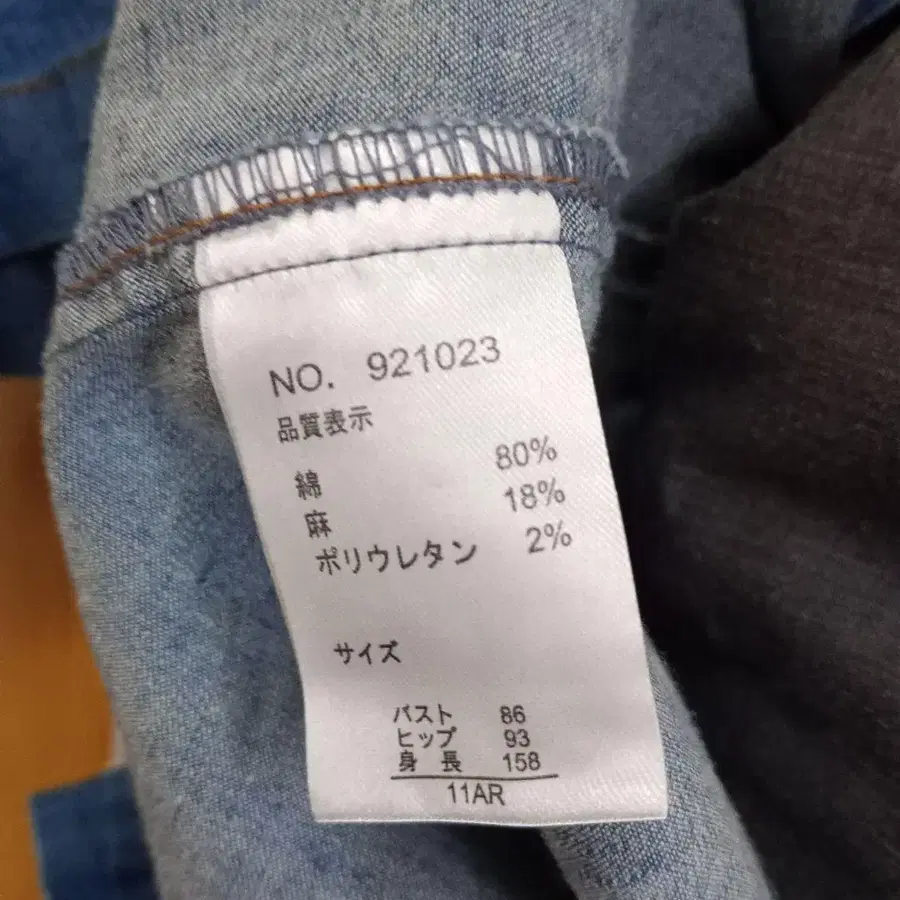 NO. 921023
品質表示
綿 80%
麻 18%
ポリウレタン 2%
サイズ
バスト 86
ヒップ 93
身 長 158
11AR